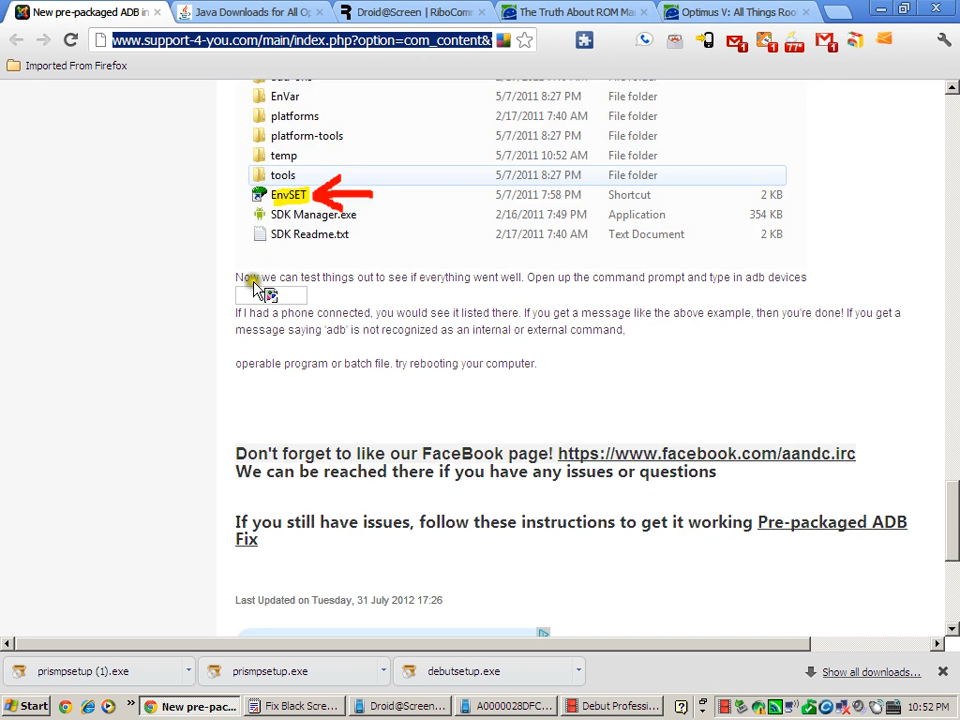 New pre-packaged ADB in
Java Downloads for All O
Droid@Screen | RiboComm
The Truth About ROM Ma
Optimus V: All Things Roo
www.support-4-you.com/main/index.php?option=com_content&
Imported From Firefox
EnVar 5/7/2011 8:27 PM File folder
platforms 2/17/2011 7:40 AM File folder
platform-tools 5/7/2011 8:27 PM File folder
temp 5/7/2011 10:52 AM File folder
tools 5/7/2011 8:27 PM File folder
EnvSET 5/7/2011 7:58 PM Shortcut 2 KB
SDK Manager.exe 2/16/2011 7:49 PM Application 354 KB
SDK Readme.txt 2/17/2011 7:40 AM Text Document 2 KB
Now we can test things out to see if everything went well. Open up the command prompt and type in adb devices
If I had a phone connected, you would see it listed there. If you get a message like the above example, then you're done! If you get a
message saying 'adb' is not recognized as an internal or external command,
operable program or batch file. try rebooting your computer.
Don't forget to like our FaceBook page! https://www.facebook.com/aandc.irc
We can be reached there if you have any issues or questions
If you still have issues, follow these instructions to get it working Pre-packaged ADB
Fix
Last Updated on Tuesday, 31 July 2012 17:26
prismpsetup (1).exe
prismpsetup.exe
debutsetup.exe
Show all downloads...
Start
New pre-pac...
Fix Black Scre...
Droid@Screen...
A0000028DFC...
Debut Professi...
10:52 PM